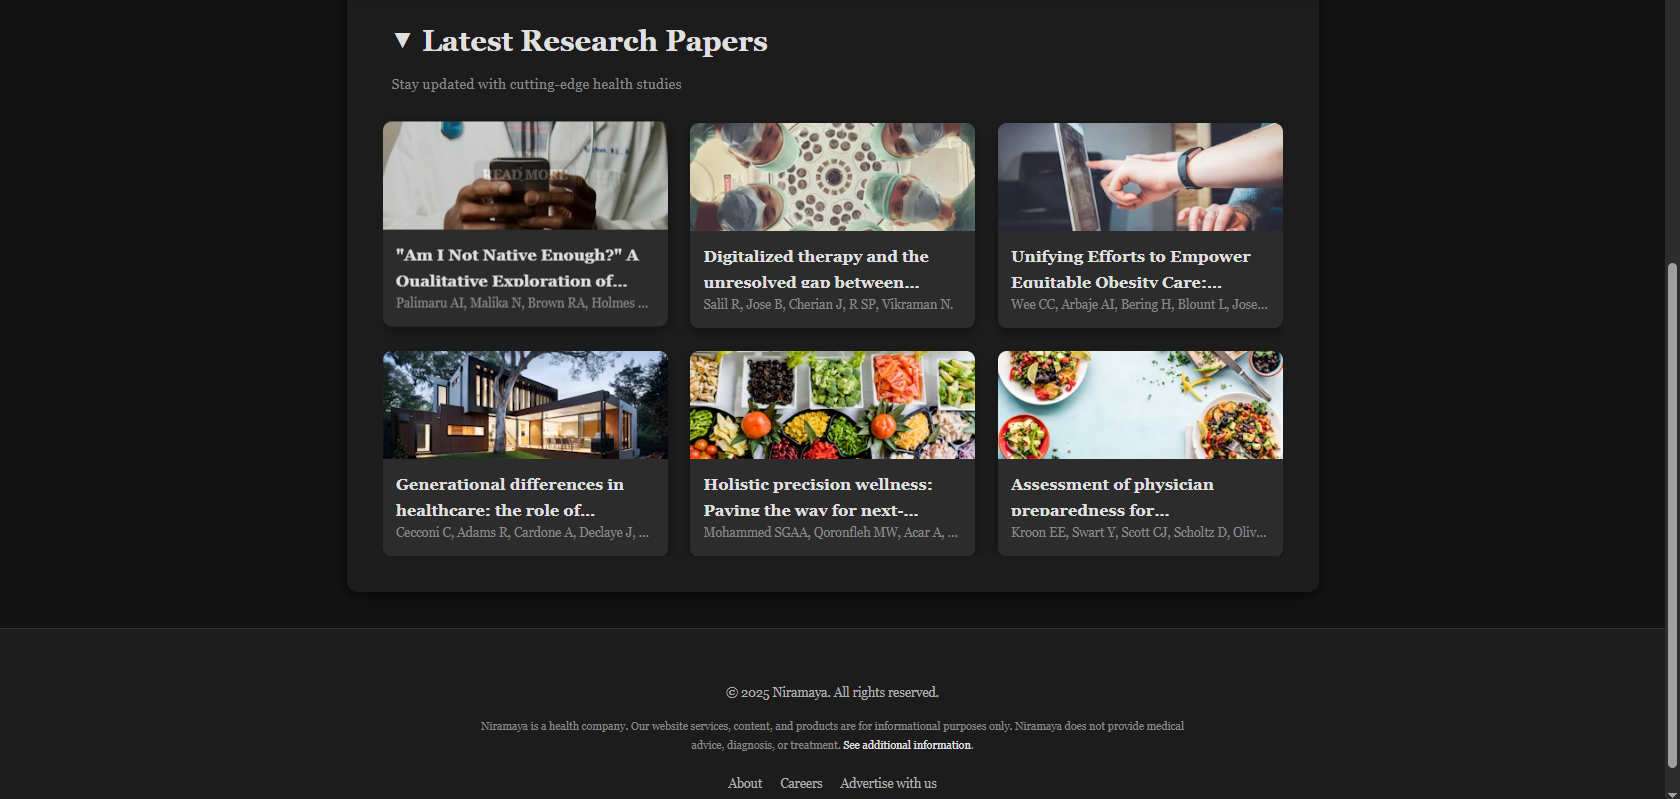 ▼ Latest Research Papers
Stay updated with cutting-edge health studies
READ MORE
"Am I Not Native Enough?" A
Qualitative Exploration of...
Palimaru AI, Malika N, Brown RA, Holmes ...
Digitalized therapy and the
unresolved gap between...
Salil R, Jose B, Cherian J, R SP, Vikraman N.
Unifying Efforts to Empower
Equitable Obesity Care:...
Wee CC, Arbaje AI, Bering H, Blount L, Jose...
Generational differences in
healthcare: the role of...
Cecconi C, Adams R, Cardone A, Declaye J, ...
Holistic precision wellness:
Paving the way for next-...
Mohammed SGAA, Qoronfleh MW, Acar A, ...
Assessment of physician
preparedness for...
Kroon EE, Swart Y, Scott CJ, Scholtz D, Oliv...
© 2025 Niramaya. All rights reserved.
Niramaya is a health company. Our website services, content, and products are for informational purposes only. Niramaya does not provide medical
advice, diagnosis, or treatment. See additional information.
About Careers Advertise with us